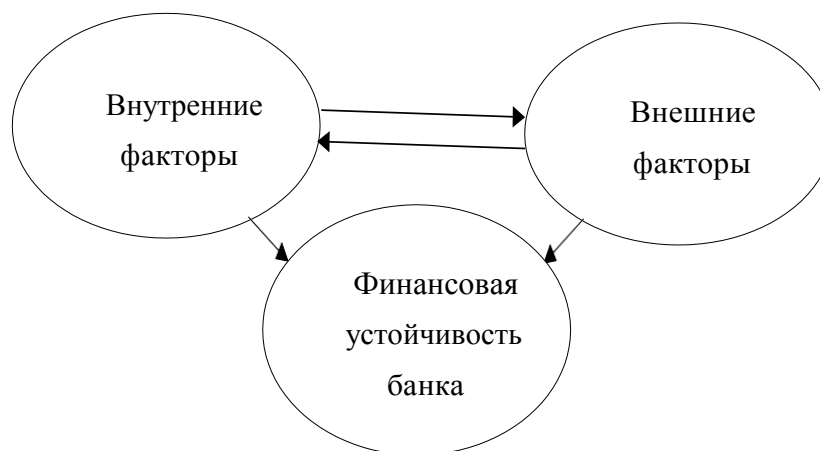 Внутренние
факторы
Внешние
факторы
Финансовая
устойчивость
банка